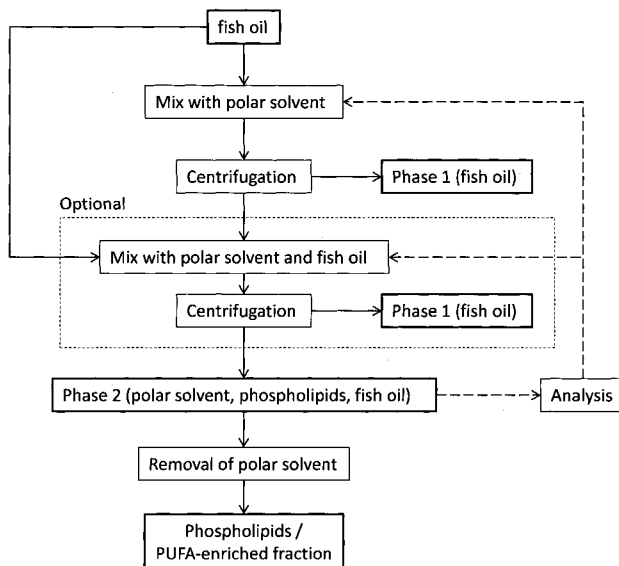 fish oil
Mix with polar solvent
Centrifugation
Phase 1 (fish oil)
Optional
Mix with polar solvent and fish oil
Centrifugation
Phase 1 (fish oil)
Phase 2 (polar solvent, phospholipids, fish oil)
Analysis
Removal of polar solvent
Phospholipids /
PUFA-enriched fraction